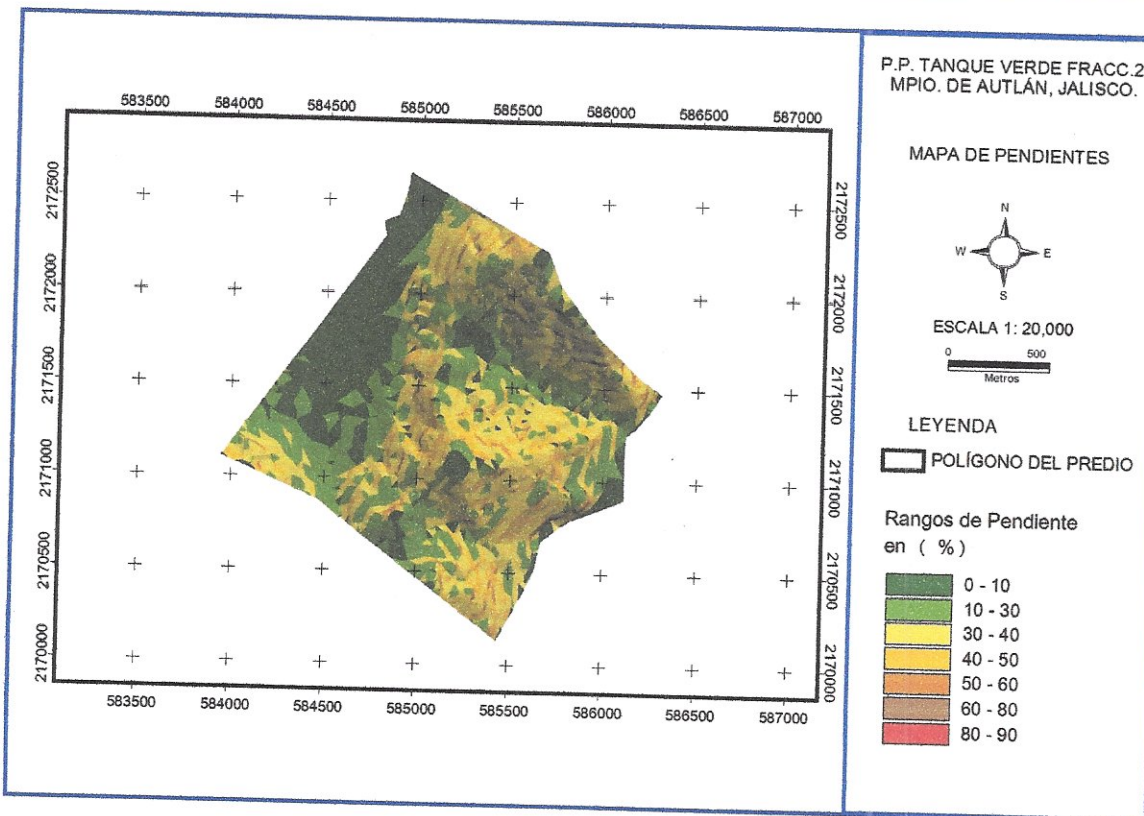 P.P. TANQUE VERDE FRACC.2
MPIO. DE AUTLÁN, JALISCO.
MAPA DE PENDIENTES
N
W E
S
ESCALA 1: 20,000
0 500
Metros
LEYENDA
POLÍGONO DEL PREDIO
Rangos de Pendiente
en ( %)
0 - 10
10 - 30
30 - 40
40 - 50
50 - 60
60 - 80
80 - 90
583500 584000 584500 585000 585500 586000 586500 587000
2172500
2172000
2171500
2171000
2170500
2170000
2172500
2172000
2171500
2171000
2170500
2170000
583500 584000 584500 585000 585500 586000 586500 587000